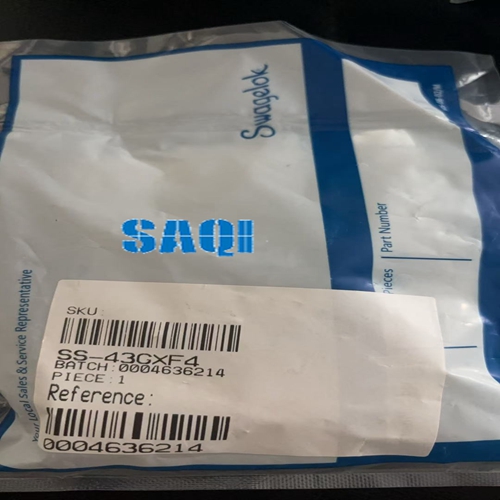 Swagelok
SAQI
Your Local Sales & Service Representative
Pieces
Part Number
SKU:
SS-43GXF4
BATCH:0004636214
PIECE:1
Reference:
0004636214